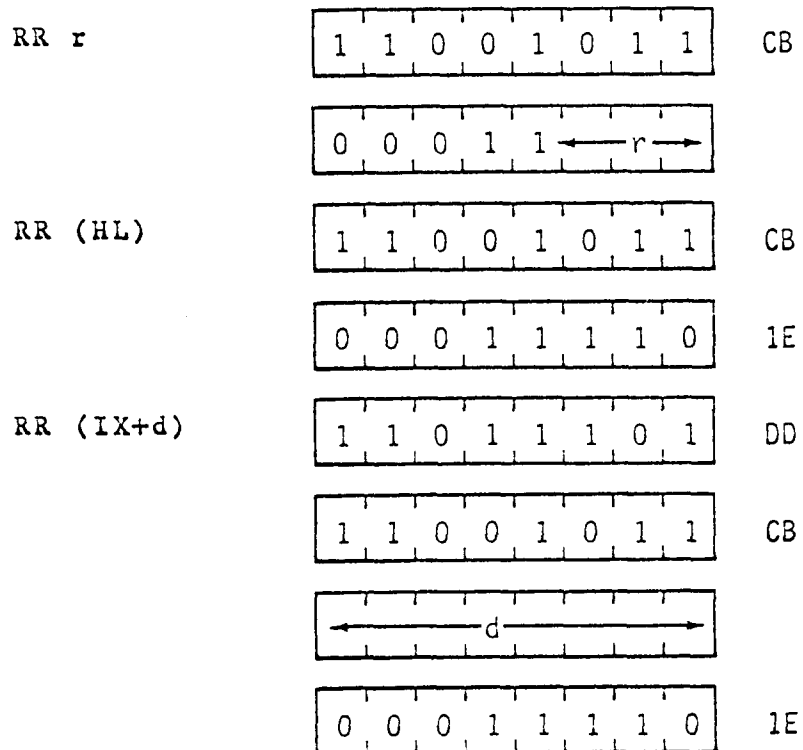 RR r 1 1 0 0 1 0 1 1 CB
0 0 0 1 1 r
RR (HL) 1 1 0 0 1 0 1 1 CB
0 0 0 1 1 1 1 0 1E
RR (IX+d) 1 1 0 1 1 1 0 1 DD
1 1 0 0 1 0 1 1 CB
d
0 0 0 1 1 1 1 0 1E